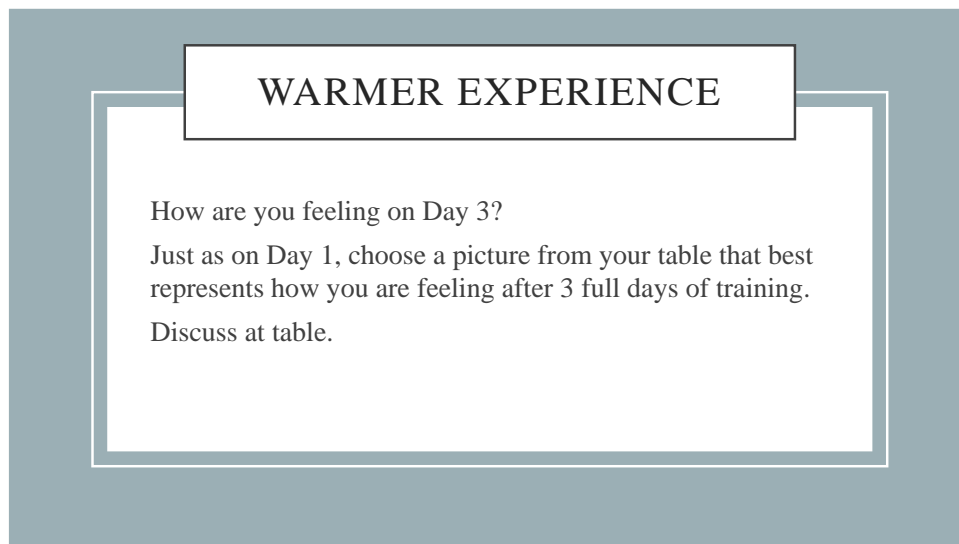 WARMER EXPERIENCE
How are you feeling on Day 3?
Just as on Day 1, choose a picture from your table that best
represents how you are feeling after 3 full days of training.
Discuss at table.